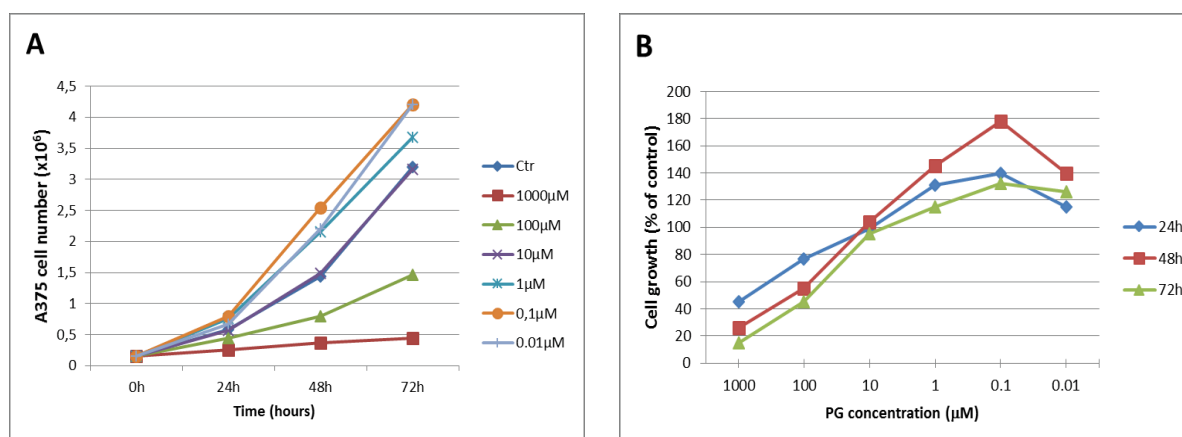 A
A375 cell number (x10⁶)
4,5
4
3,5
3
2,5
2
1,5
1
0,5
0
0h 24h 48h 72h
Time (hours)
Ctr
1000µM
100µM
10µM
1µM
0,1µM
0.01µM
B
Cell growth (% of control)
200
180
160
140
120
100
80
60
40
20
0
1000 100 10 1 0.1 0.01
PG concentration (µM)
24h
48h
72h